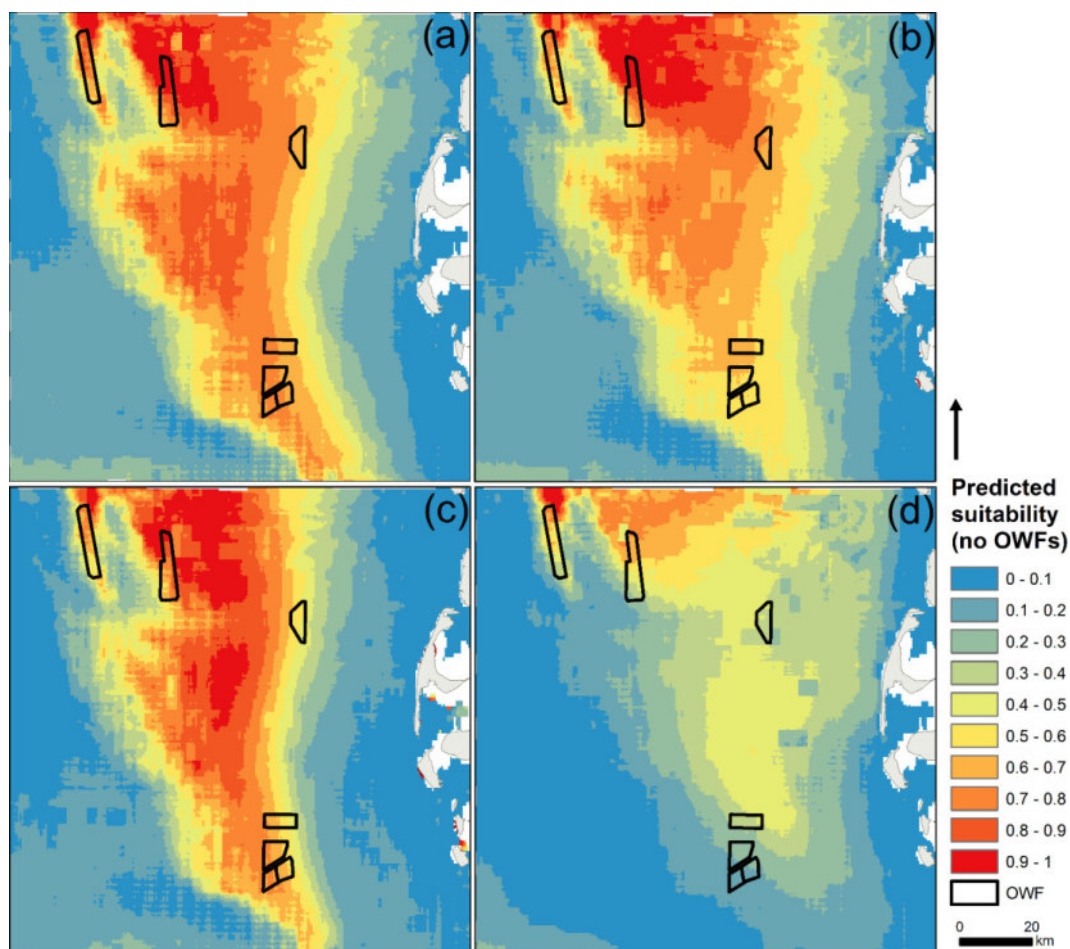 (a)
(b)
(c)
(d)
Predicted
suitability
(no OWFs)
0 - 0.1
0.1 - 0.2
0.2 - 0.3
0.3 - 0.4
0.4 - 0.5
0.5 - 0.6
0.6 - 0.7
0.7 - 0.8
0.8 - 0.9
0.9 - 1
OWF
0 20
km